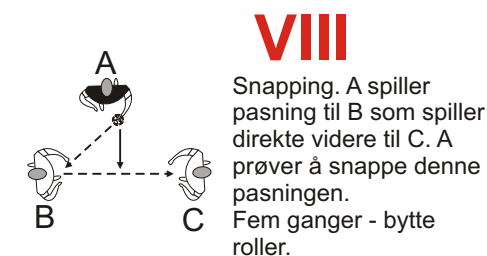 VIII
A
B
C
Snapping. A spiller
pasning til B som spiller
direkte videre til C. A
prøver å snappe denne
pasningen.
Fem ganger - bytte
roller.